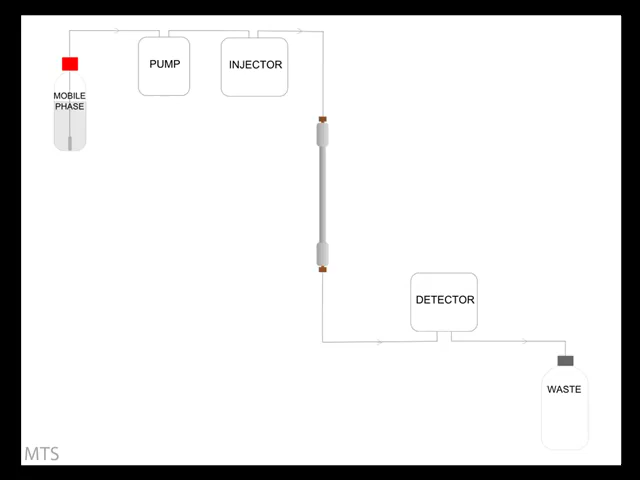 PUMP
INJECTOR
MOBILE
PHASE
DETECTOR
WASTE
MTS